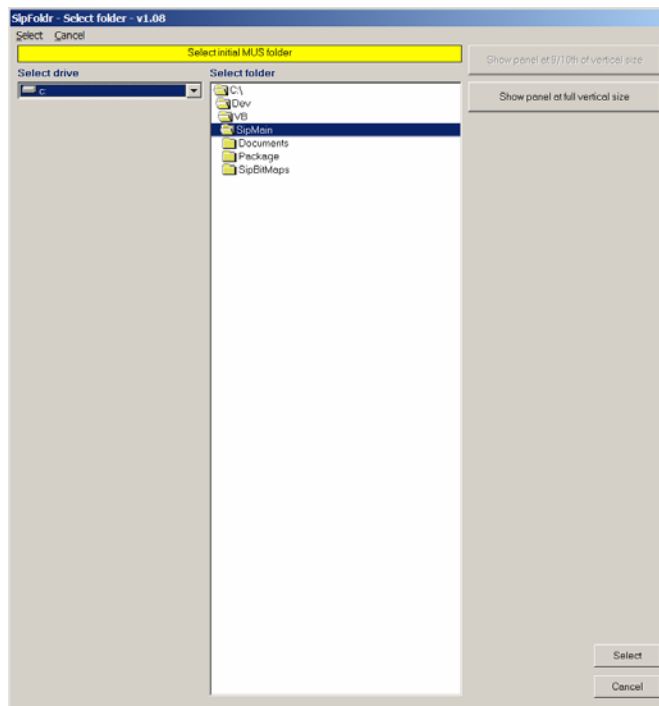 SipFoldr - Select folder - v1.08
Select Cancel
Select initial MUS folder
Show panel at 9/10th of vertical size
Select drive
Select folder
c:
C:\
Dev
VB
SipMain
Documents
Package
SipBitMaps
Show panel at full vertical size
Select
Cancel